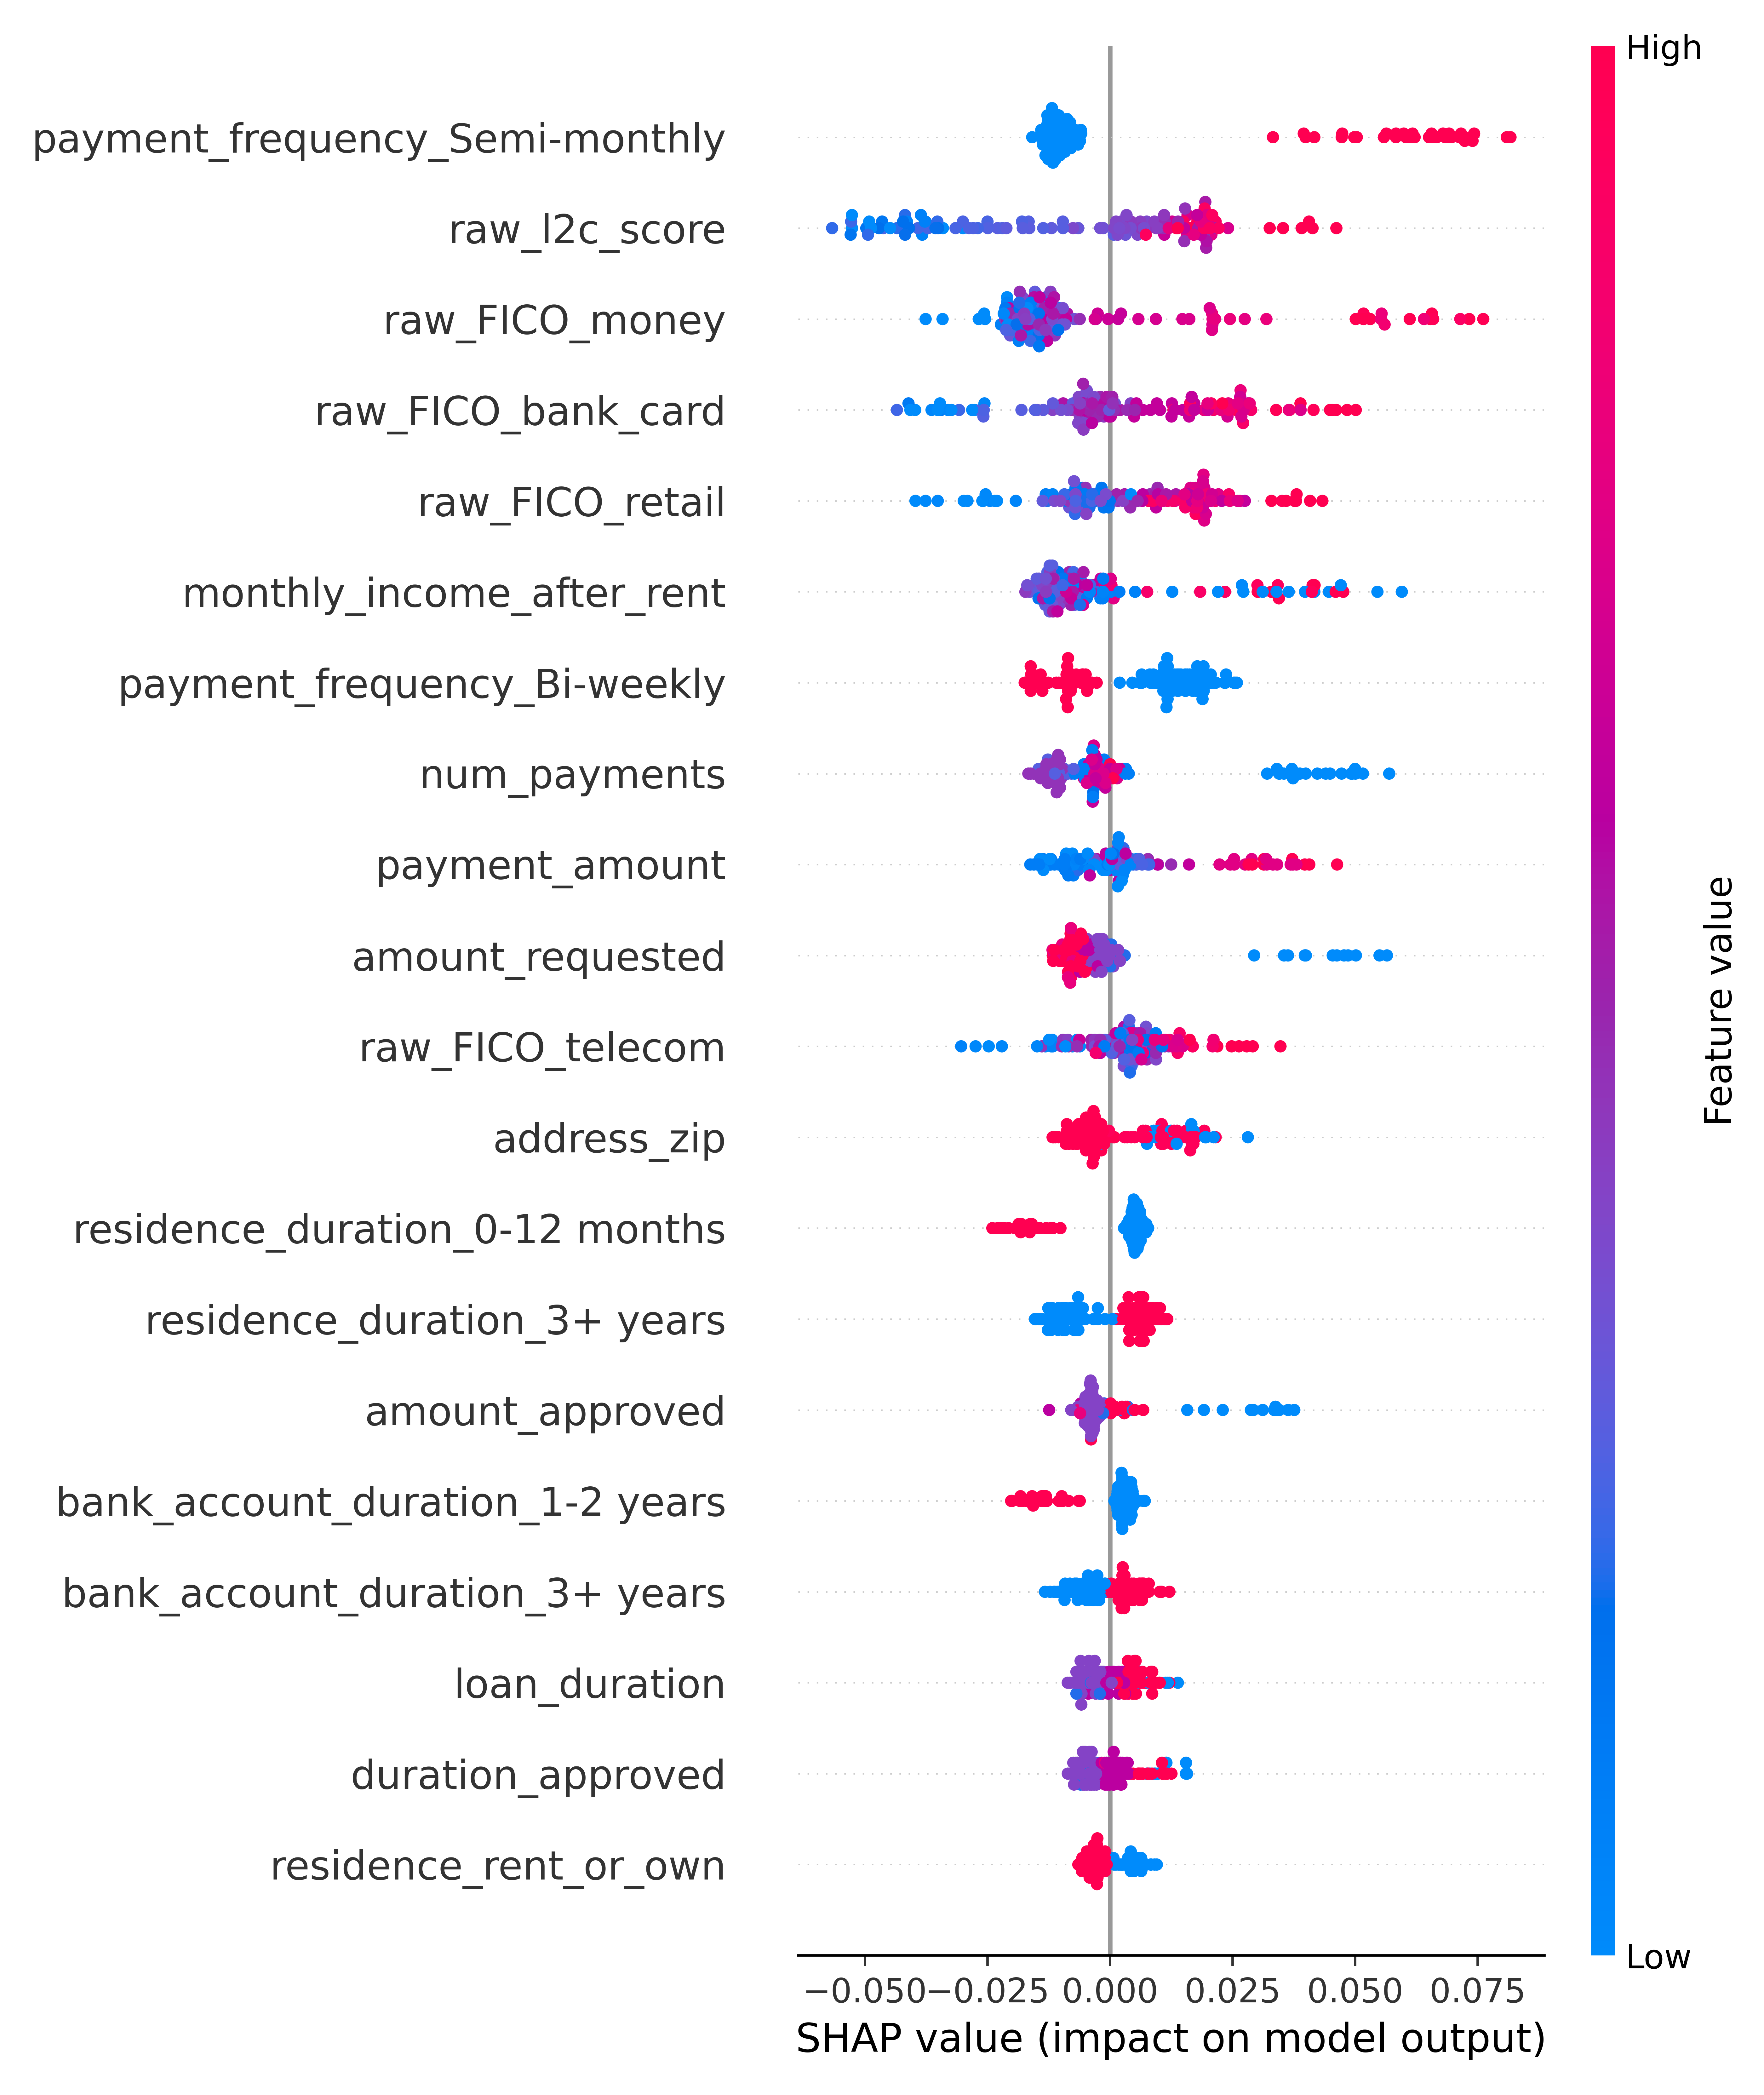 High
payment_frequency_Semi-monthly
raw_l2c_score
raw_FICO_money
raw_FICO_bank_card
raw_FICO_retail
monthly_income_after_rent
payment_frequency_Bi-weekly
num_payments
payment_amount
amount_requested
raw_FICO_telecom
address_zip
residence_duration_0-12 months
residence_duration_3+ years
amount_approved
bank_account_duration_1-2 years
bank_account_duration_3+ years
loan_duration
duration_approved
residence_rent_or_own
Feature value
Low
−0.050 −0.025 0.000 0.025 0.050 0.075
SHAP value (impact on model output)